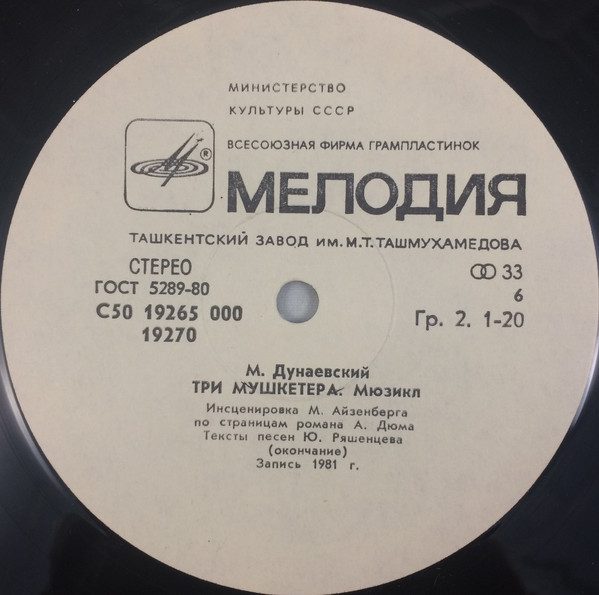 МИНИСТЕРСТВО
КУЛЬТУРЫ СССР
ВСЕСОЮЗНАЯ ФИРМА ГРАМПЛАСТИНОК
®
МЕЛОДИЯ
ТАШКЕНТСКИЙ ЗАВОД ИМ. М.Т. ТАШМУХАМЕДОВА
СТЕРЕО
ГОСТ 5289-80
С50 19265 000
19270
33
6
Гр. 2. 1-20
М. Дунаевский
ТРИ МУШКЕТЕРА. Мюзикл
Инсценировка М. Айзенберга
по страницам романа А. Дюма
Тексты песен Ю. Ряшенцева
(окончание)
Запись 1981 г.